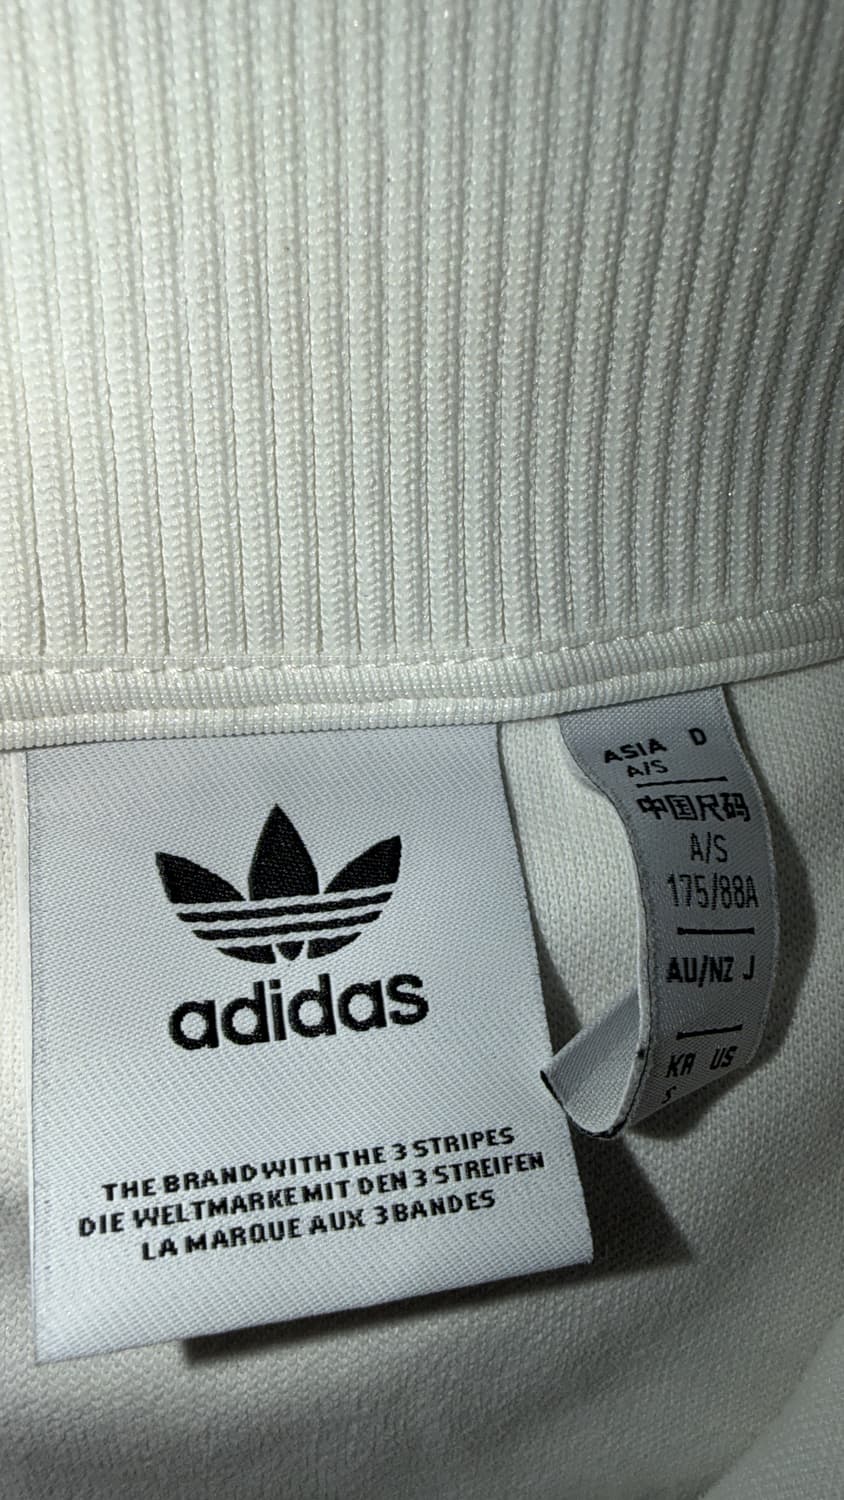 adidas
THE BRAND WITH THE 3 STRIPES
DIE WELTMARKE MIT DEN 3 STREIFEN
LA MARQUE AUX 3 BANDES
ASIA D
A/S
中国尺码
A/S
175/88A
AU/NZ J
KR US
S